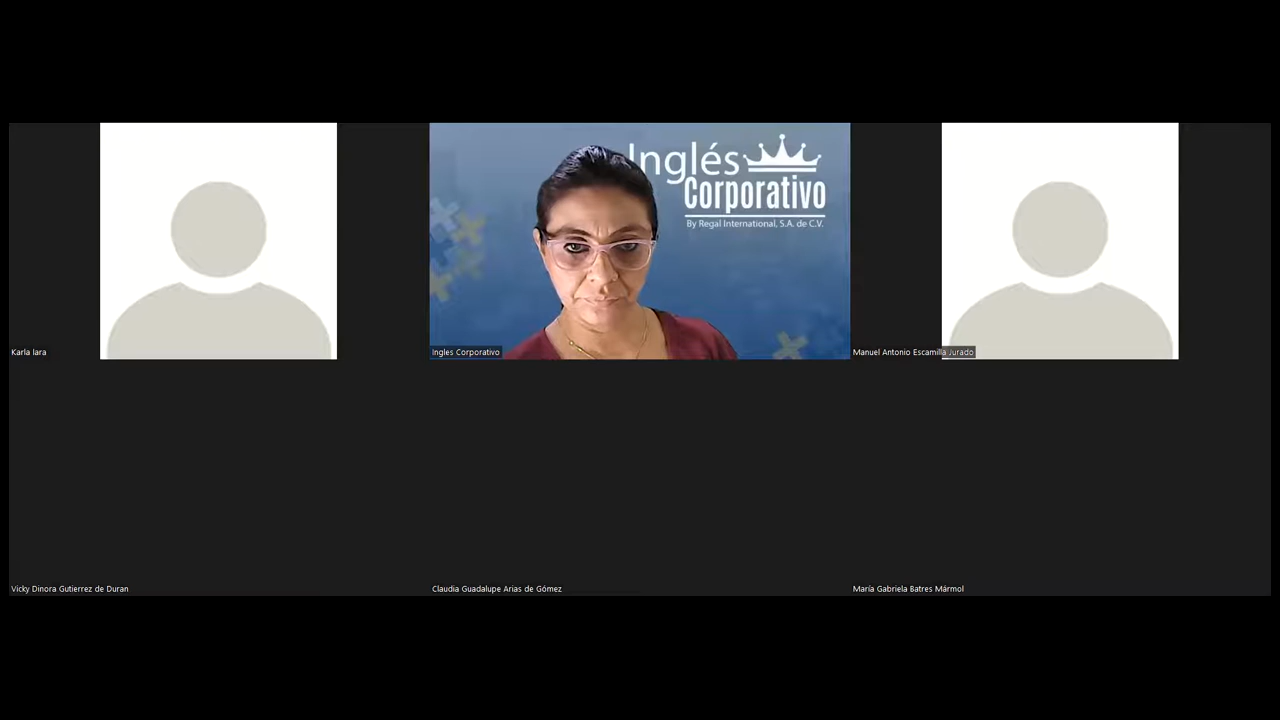 Inglés
Corporativo
By Regal International, S.A. de C.V.
Karla lara
Ingles Corporativo
Manuel Antonio Escamilla Jurado
Vicky Dinora Gutierrez de Duran
Claudia Guadalupe Arias de Gómez
María Gabriela Batres Mármol